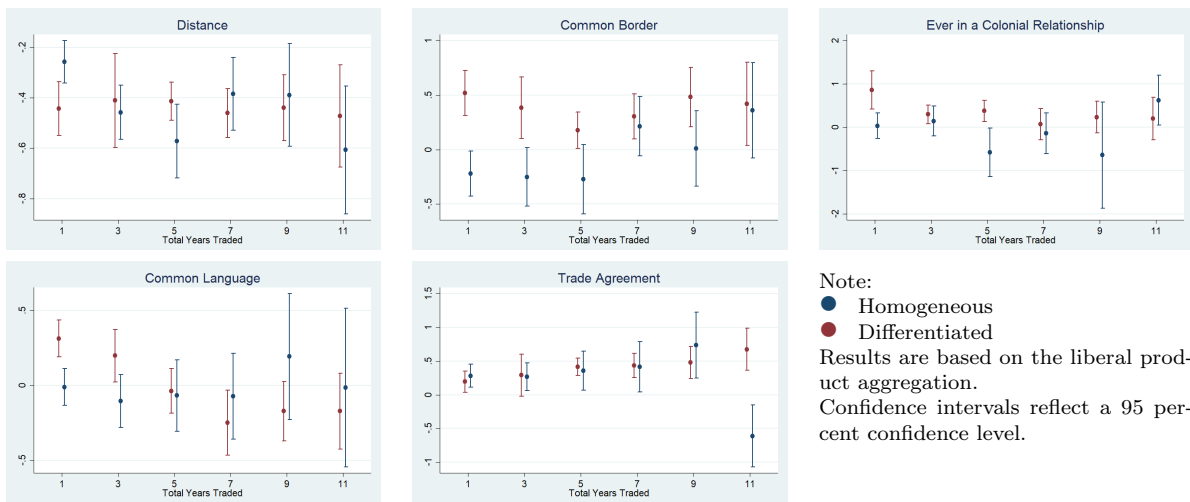 Distance
-.2
-.4
-.6
-.8
1 3 5 7 9 11
Total Years Traded
Common Border
1
.5
0
-.5
1 3 5 7 9 11
Total Years Traded
Ever in a Colonial Relationship
2
1
0
-1
-2
1 3 5 7 9 11
Total Years Traded
Common Language
.5
0
-.5
1 3 5 7 9 11
Total Years Traded
Trade Agreement
1.5
1
.5
0
-.5
-1
1 3 5 7 9 11
Total Years Traded
Note:
Homogeneous
Differentiated
Results are based on the liberal prod-
uct aggregation.
Confidence intervals reflect a 95 per-
cent confidence level.